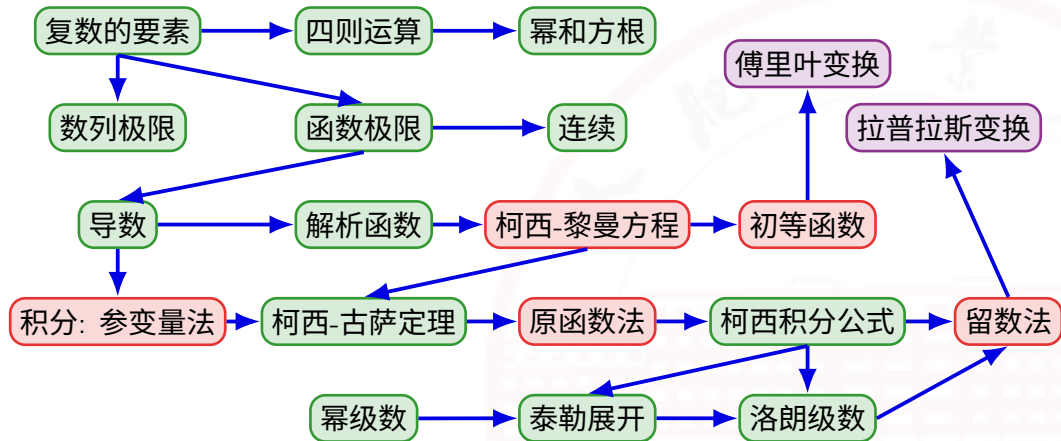 复数的要素
四则运算
幂和方根
傅里叶变换
数列极限
函数极限
连续
拉普拉斯变换
导数
解析函数
柯西-黎曼方程
初等函数
积分: 参变量法
柯西-古萨定理
原函数法
柯西积分公式
留数法
幂级数
泰勒展开
洛朗级数